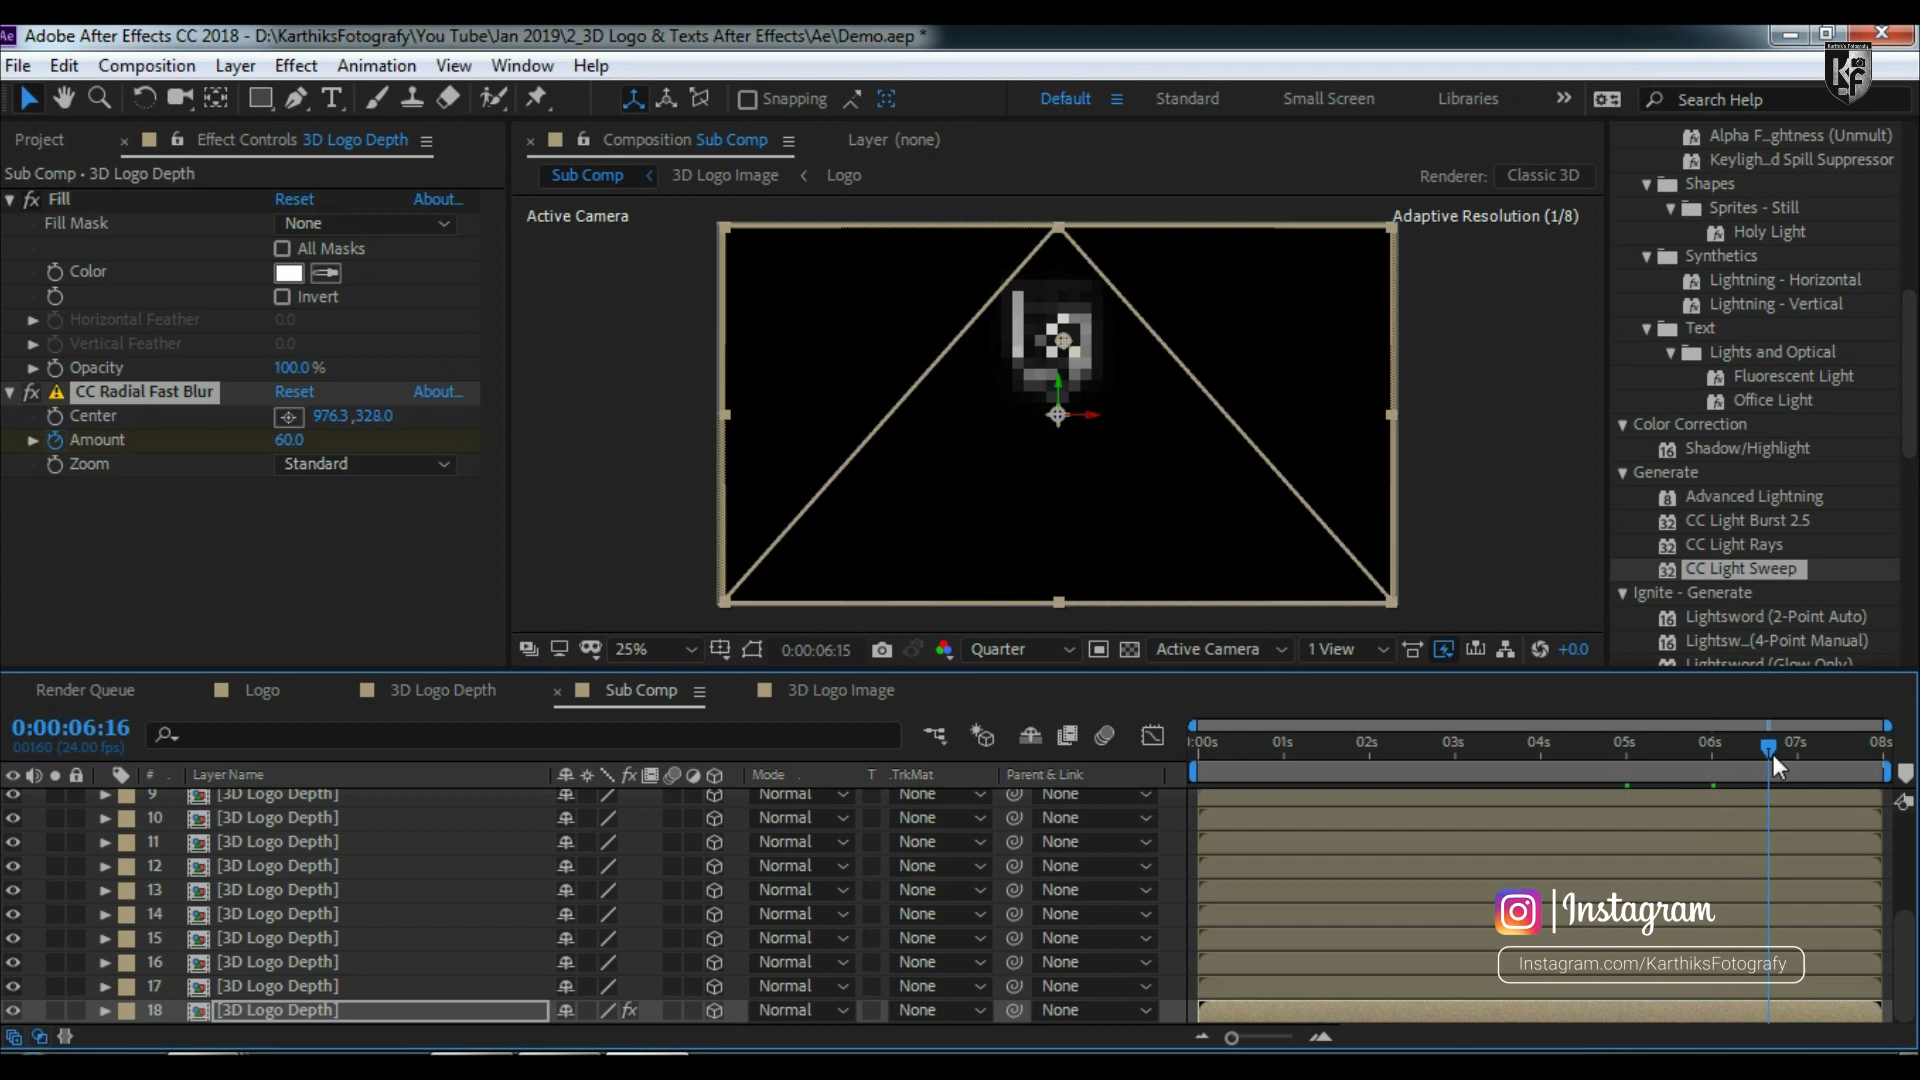 Adobe After Effects CC 2018 - D:\KarthiksFotografy\You Tube\Jan 2019\2_3D Logo & Texts After Effects\Ae\Demo.aep *
File Edit Composition Layer Effect Animation View Window Help
Snapping Default Standard Small Screen Libraries Search Help
Project Effect Controls 3D Logo Depth
Sub Comp • 3D Logo Depth
Fill Reset About...
Fill Mask None
All Masks
Color
Invert
Horizontal Feather 0.0
Vertical Feather 0.0
Opacity 100.0 %
CC Radial Fast Blur Reset About...
Center 976.3 ,328.0
Amount 60.0
Zoom Standard
Composition Sub Comp Layer (none)
Sub Comp 3D Logo Image Logo
Renderer: Classic 3D
Active Camera
Adaptive Resolution (1/8)
25% 0:00:06:15 Quarter Active Camera 1 View +0.0
Alpha F_ghtness (Unmult)
Keyligh_d Spill Suppressor
Shapes
Sprites - Still
Holy Light
Synthetics
Lightning - Horizontal
Lightning - Vertical
Text
Lights and Optical
Fluorescent Light
Office Light
Color Correction
16 Shadow/Highlight
Generate
8 Advanced Lightning
32 CC Light Burst 2.5
32 CC Light Rays
32 CC Light Sweep
Ignite - Generate
16 Lightsword (2-Point Auto)
16 Lightsw...(4-Point Manual)
16 Lightsword (Glow Only)
Render Queue Logo 3D Logo Depth Sub Comp 3D Logo Image
0:00:06:16
00160 (24.00 fps)
# Layer Name Mode T .TrkMat Parent & Link
:00s 01s 02s 03s 04s 05s 06s 07s 08s
9 [3D Logo Depth] Normal None None
10 [3D Logo Depth] Normal None None
11 [3D Logo Depth] Normal None None
12 [3D Logo Depth] Normal None None
13 [3D Logo Depth] Normal None None
14 [3D Logo Depth] Normal None None
15 [3D Logo Depth] Normal None None
16 [3D Logo Depth] Normal None None
17 [3D Logo Depth] Normal None None
18 [3D Logo Depth] Normal None None
Instagram
Instagram.com/KarthiksFotografy